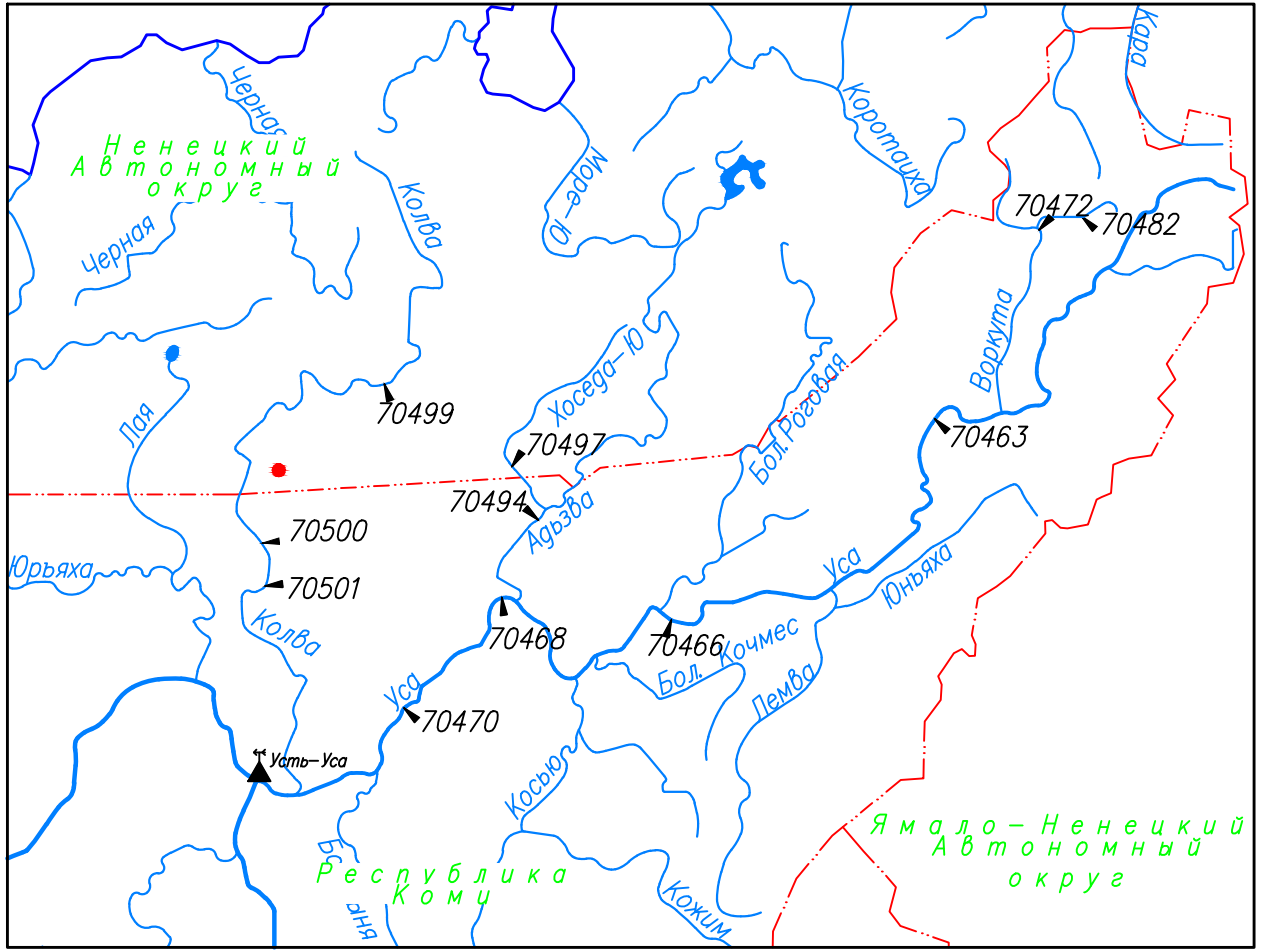 Кара
Черная
Коротаиха
Ненецкий
Автономный
округ
Море-Ю
Колва
70472
70482
Черная
Воркута
Хоседа-Ю
Бол. Роговая
Лая
70499
70463
70497
70494
Адьзва
70500
Юрьяха
70501
Уса
Юньяха
Колва
70468
70466
Бол. Кочмес
Лемва
Уса
70470
Усть-Уса
Косью
Ямало-Ненецкий
Автономный
округ
Республика
Коми
Кожим